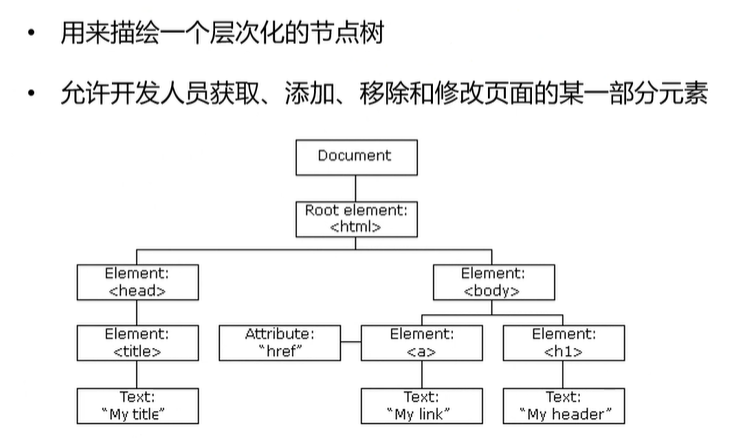 • 用来描绘一个层次化的节点树
• 允许开发人员获取、添加、移除和修改页面的某一部分元素
Document
Root element:
<html>
Element:
<head>
Element:
<body>
Element:
<title>
Attribute:
“href”
Element:
<a>
Element:
<h1>
Text:
“My title”
Text:
“My link”
Text:
“My header”